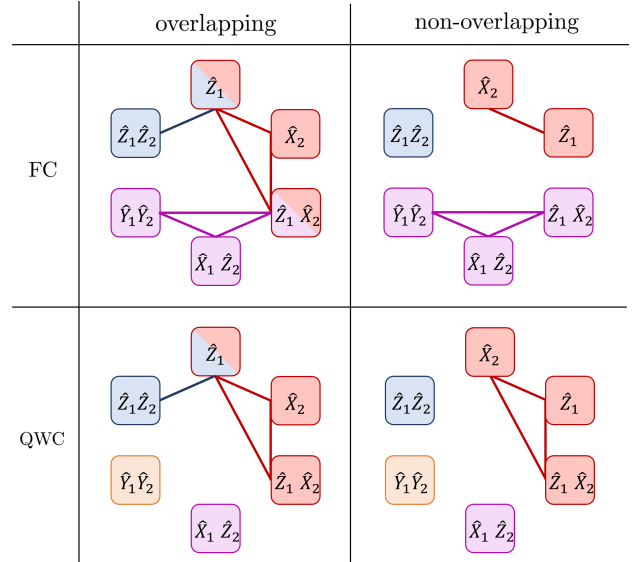 overlapping non-overlapping
FC
Ẑ₁ X̂₂
Ẑ₁Ẑ₂ X̂₂ Ẑ₁Ẑ₂ Ẑ₁
Ŷ₁Ŷ₂ Ẑ₁ X̂₂ Ŷ₁Ŷ₂ Ẑ₁ X̂₂
X̂₁ Ẑ₂ X̂₁ Ẑ₂
QWC
Ẑ₁ X̂₂
Ẑ₁Ẑ₂ X̂₂ Ẑ₁Ẑ₂ Ẑ₁
Ŷ₁Ŷ₂ Ẑ₁ X̂₂ Ŷ₁Ŷ₂ Ẑ₁ X̂₂
X̂₁ Ẑ₂ X̂₁ Ẑ₂